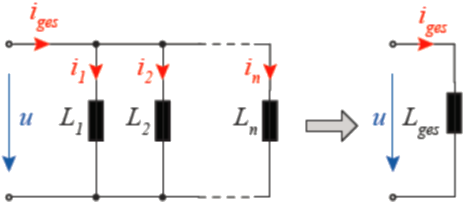 i_ges i_ges
i_1 i_2 i_n
u L_1 L_2 L_n u L_ges